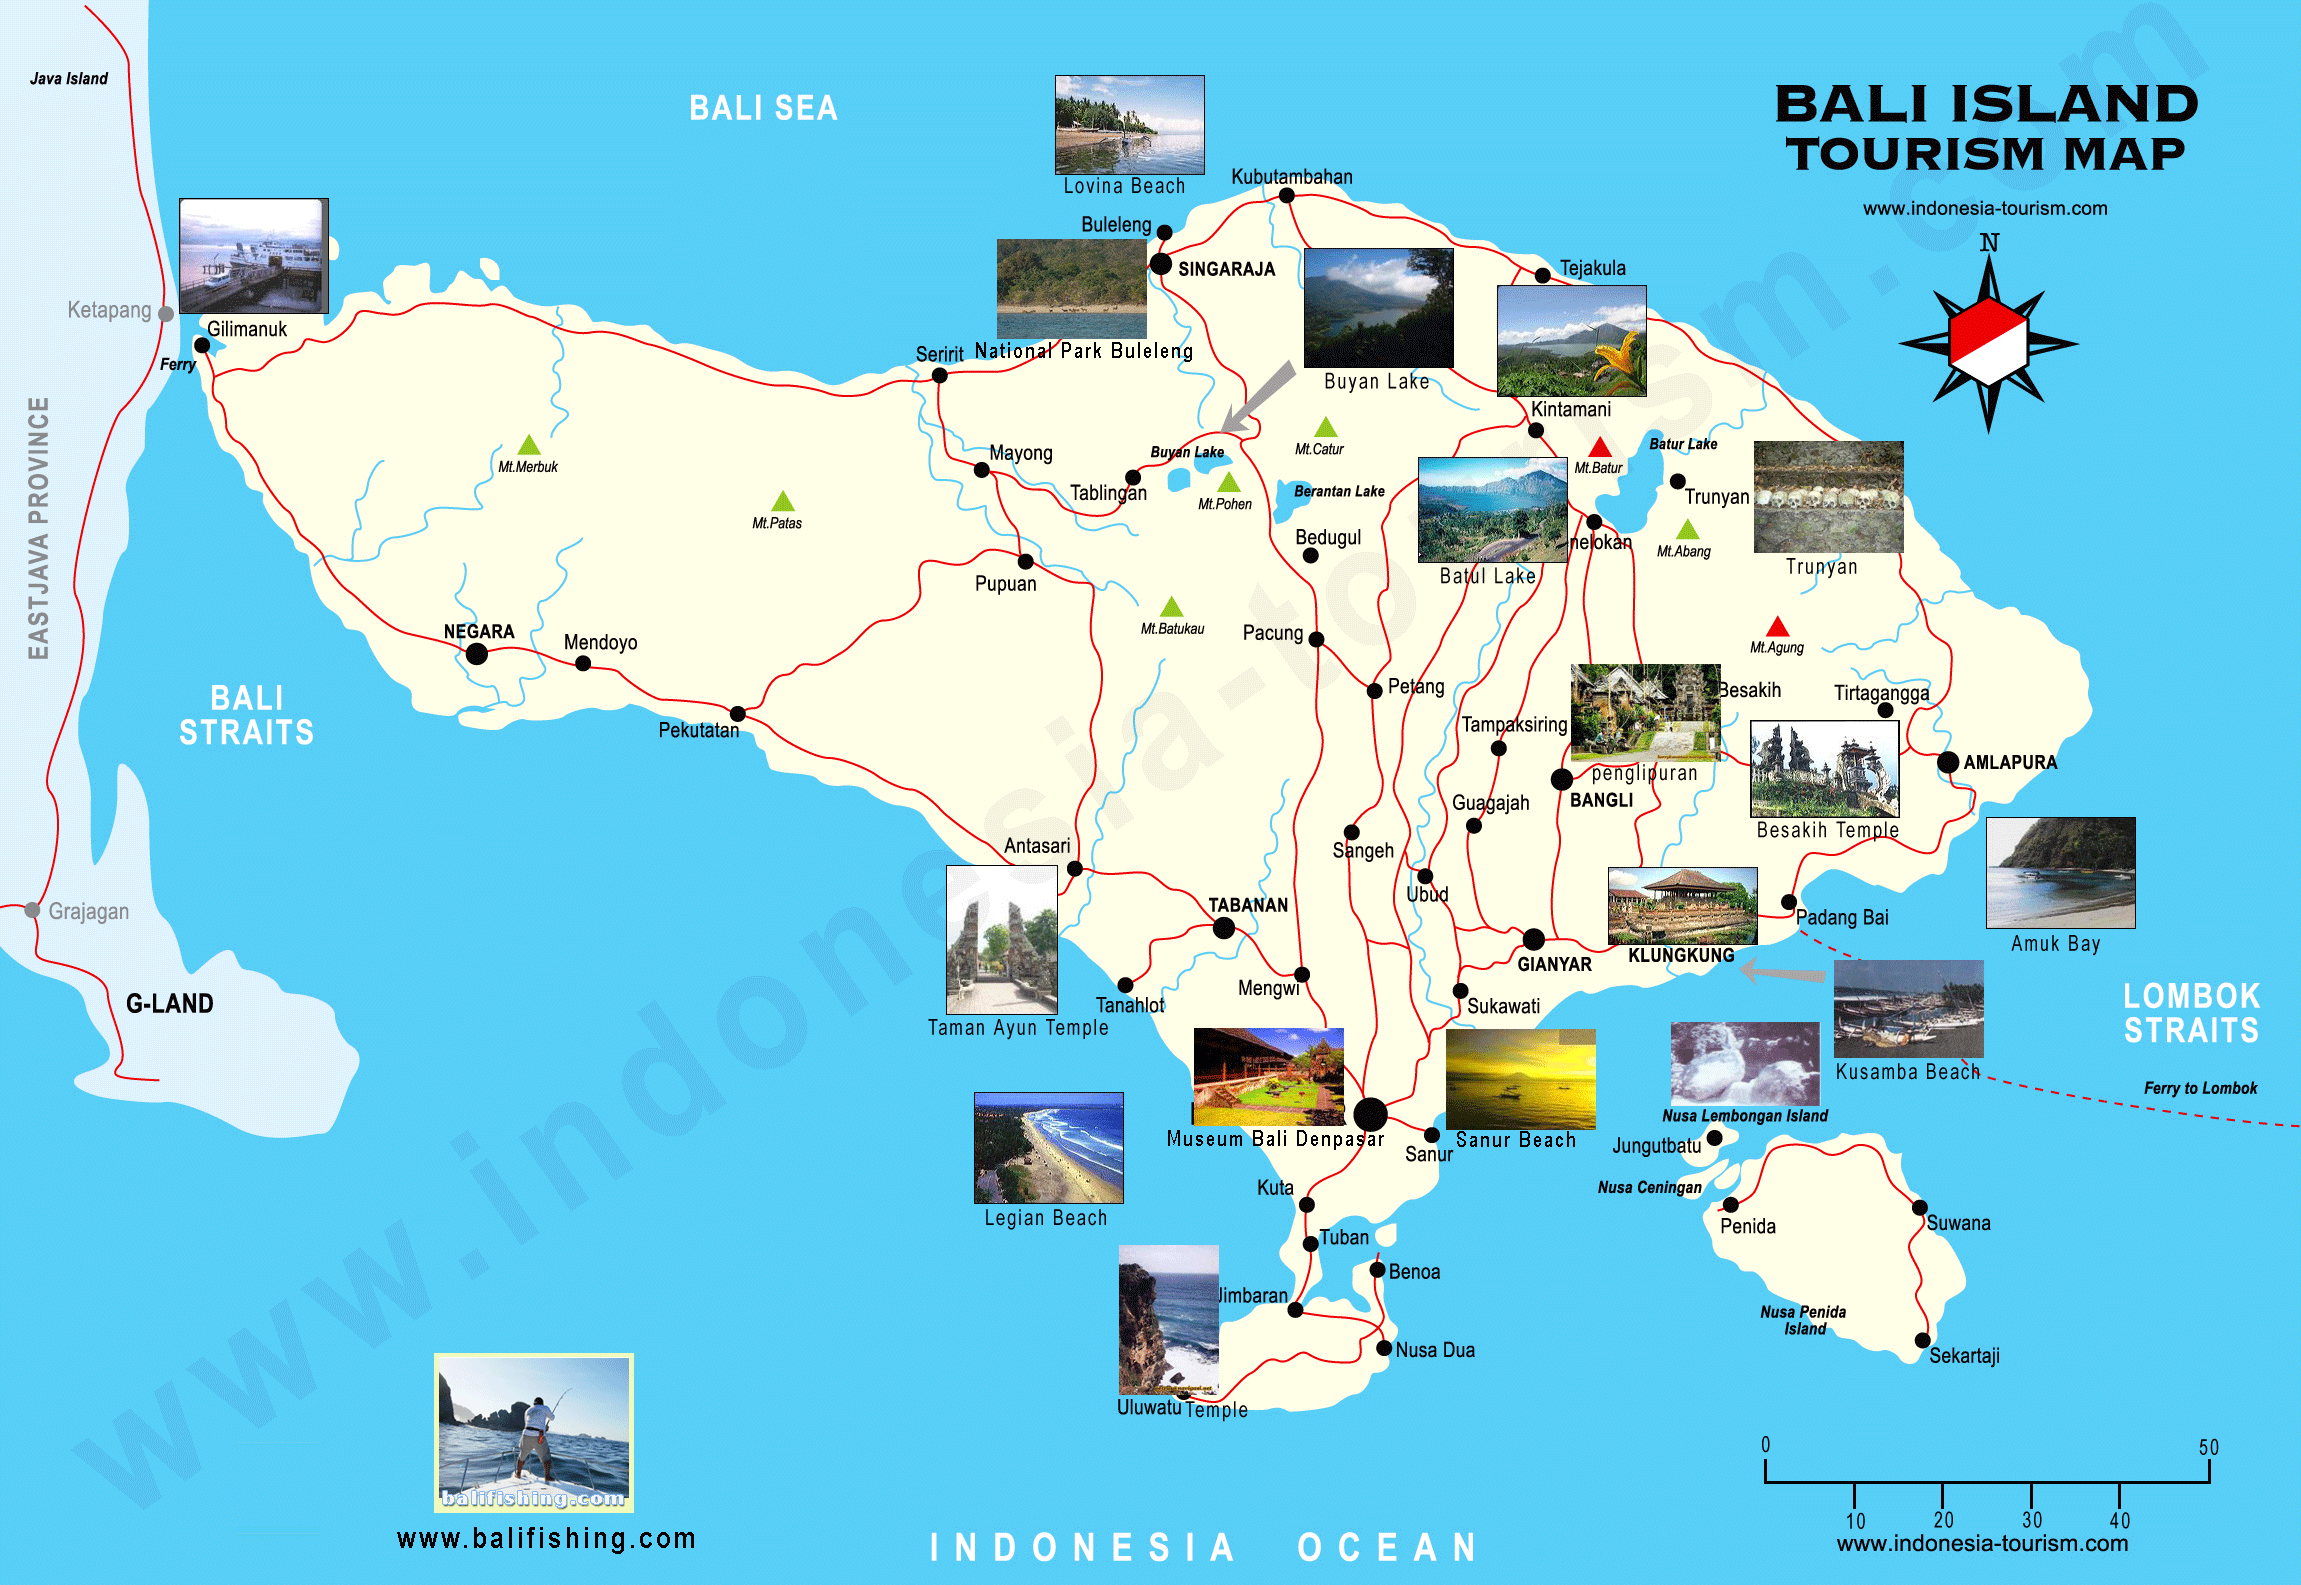 Java Island
BALI SEA
BALI ISLAND
TOURISM MAP
www.indonesia-tourism.com
N
Lovina Beach
Kubutambahan
Buleleng
SINGARAJA
Tejakula
Ketapang
Gilimanuk
Ferry
Seririt
National Park Buleleng
Buyan Lake
Kintamani
EASTJAVA PROVINCE
Mt.Merbuk
Mt.Patas
Mayong
Tablingan
Buyan Lake
Mt.Pohen
Mt.Catur
Berantan Lake
Bedugul
Mt.Batur
Batur Lake
Trunyan
Mt.Abang
nelokan
Batul Lake
Trunyan
Pupuan
Mt.Batukau
Pacung
Petang
Mt.Agung
NEGARA
Mendoyo
Pekutatan
BALI
STRAITS
Tampaksiring
Besakih
Tirtagangga
penglipuran
BANGLI
AMLAPURA
Guagajah
Besakih Temple
Antasari
Sangeh
Ubud
TABANAN
Grajagan
G-LAND
Padang Bai
Amuk Bay
KLUNGKUNG
GIANYAR
Mengwi
Tanahlot
Taman Ayun Temple
Sukawati
LOMBOK
STRAITS
Kusamba Beach
Ferry to Lombok
Nusa Lembongan Island
Jungutbatu
Nusa Ceningan
Museum Bali Denpasar
Sanur
Sanur Beach
Legian Beach
Kuta
Tuban
Benoa
Jimbaran
Nusa Dua
Uluwatu Temple
Penida
Suwana
Nusa Penida
Island
Sekartaji
balifishing.com
www.balifishing.com
INDONESIA OCEAN
0 50
10 20 30 40
www.indonesia-tourism.com
www.indonesia-tourism.com